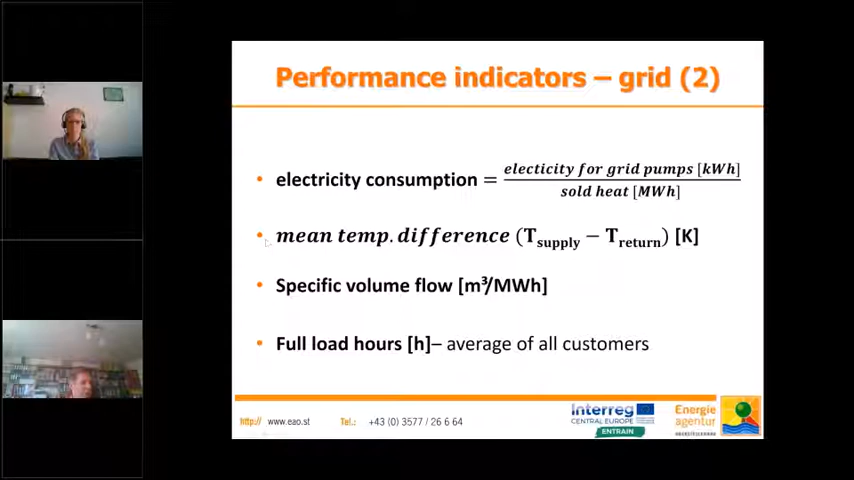 Performance indicators – grid (2)
• electricity consumption = electicity for grid pumps [kWh]
sold heat [MWh]
• mean temp. difference (Tsupply − Treturn) [K]
• Specific volume flow [m³/MWh]
• Full load hours [h]– average of all customers
http:// www.eao.st Tel.: +43 (0) 3577 / 26 6 64
Interreg
CENTRAL EUROPE
ENTRAIN
Energie
agentur